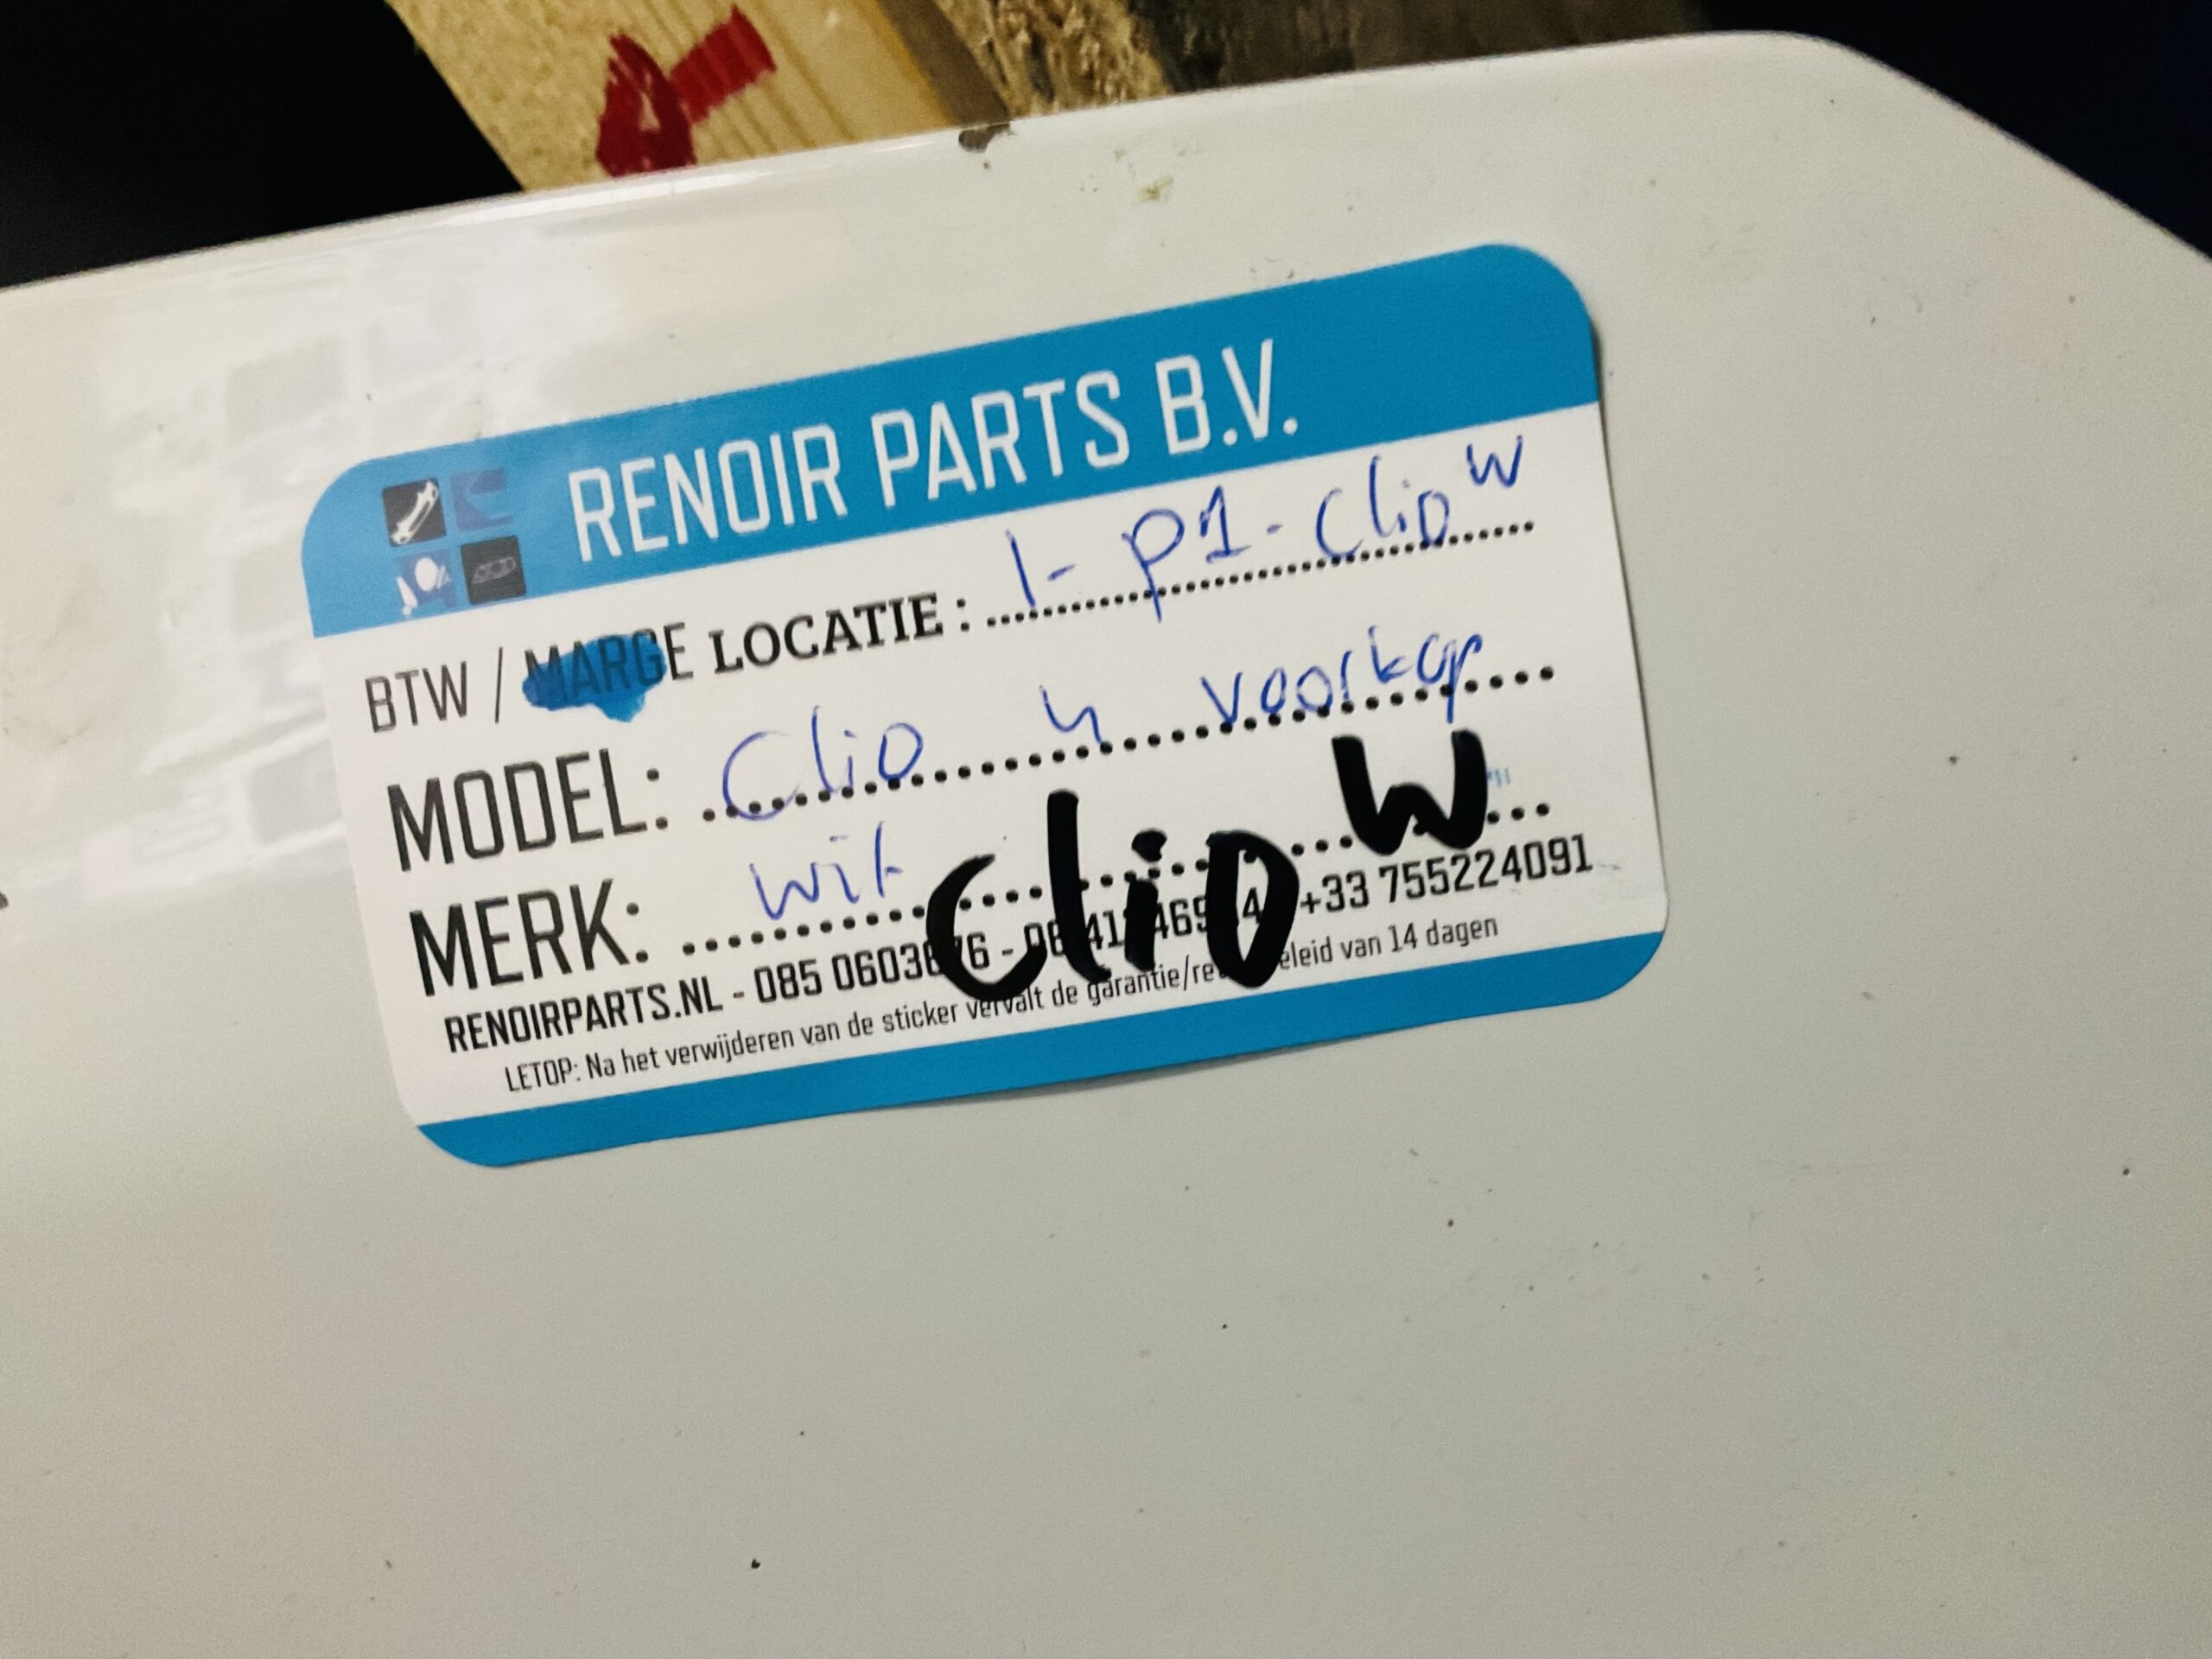 RENOIR PARTS B.V.
BTW / MARGE LOCATIE: 1- P1- Clio W
MODEL: Clio 4 voorkop
MERK: wit
Clio W
RENOIRPARTS.NL - 085 +33 755224091
LETOP: Na het verwijderen van de sticker vervalt de garantie/ van 14 dagen